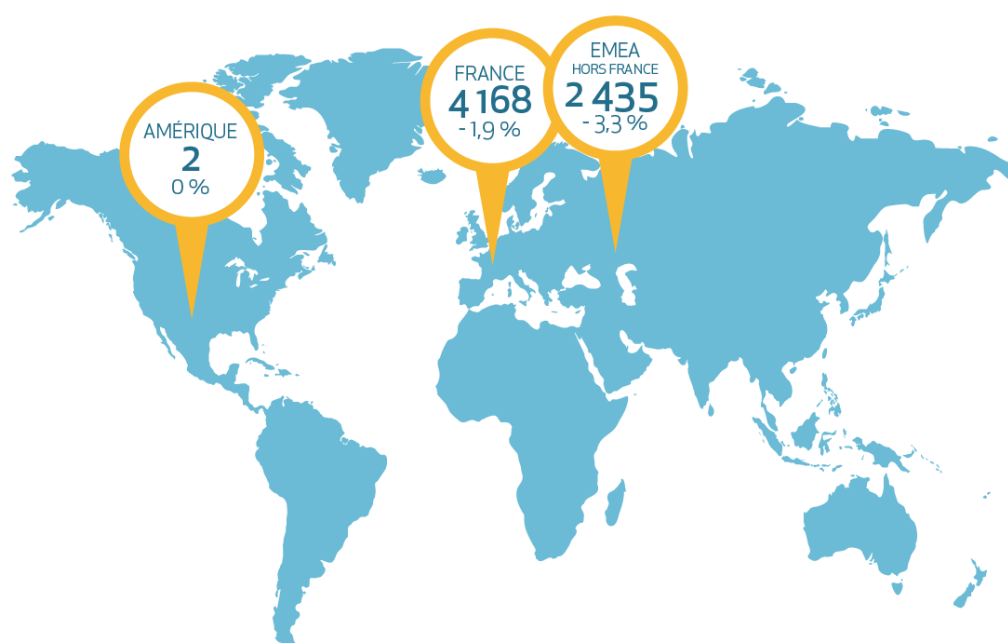 AMÉRIQUE
2
0 %
FRANCE
4 168
- 1,9 %
EMEA
HORS FRANCE
2 435
- 3,3 %